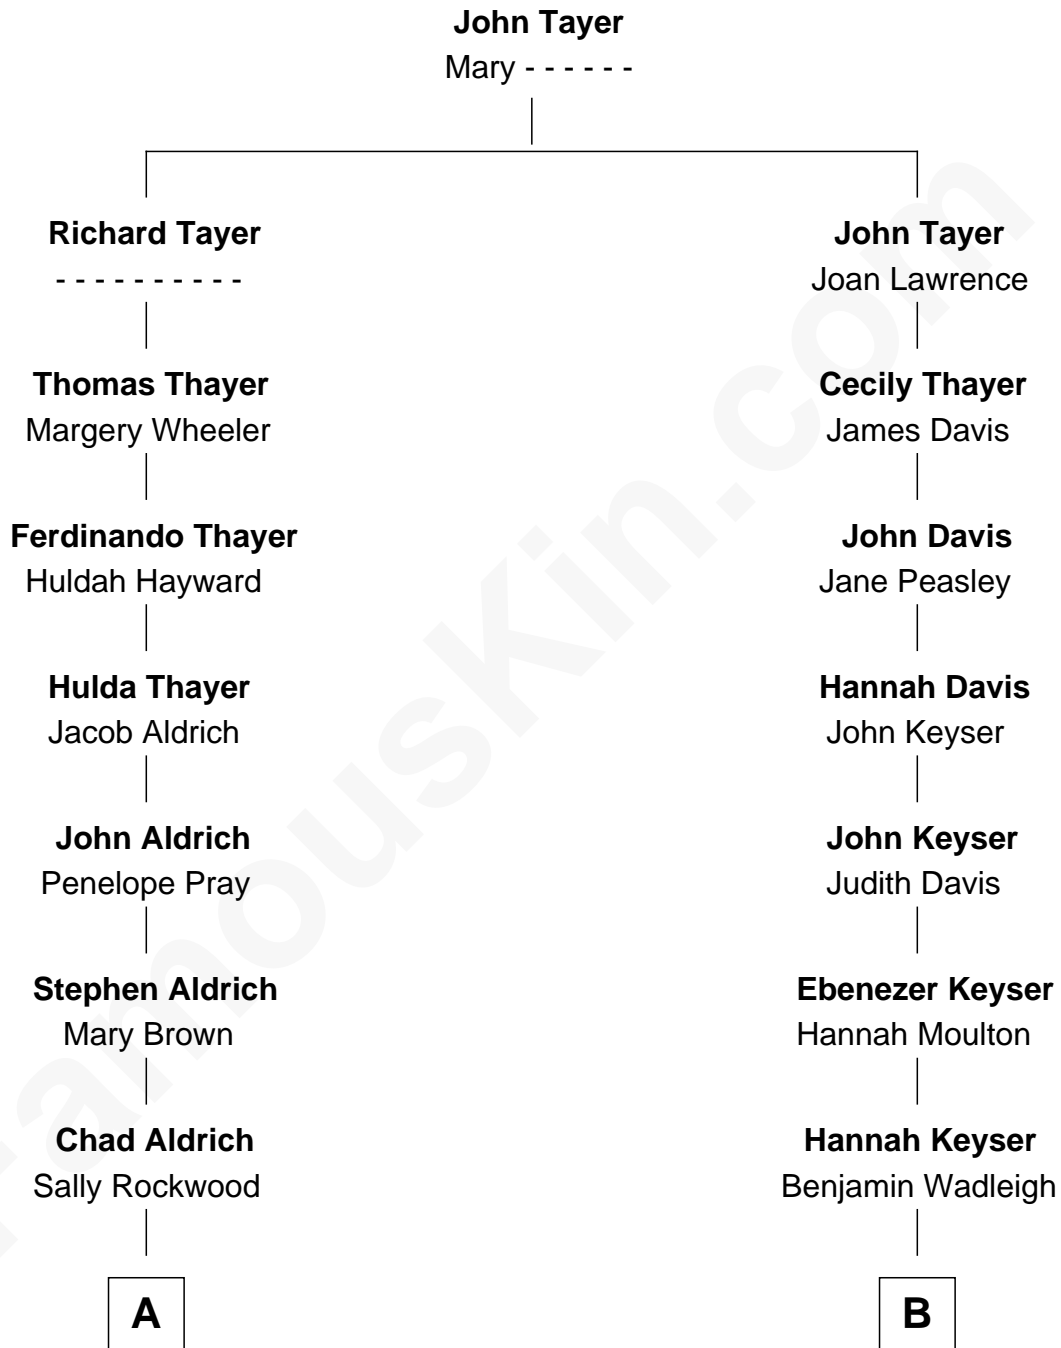 John Tayer
Mary - - - - - -
Richard Tayer
- - - - - - - - - -
Thomas Thayer
Margery Wheeler
Ferdinando Thayer
Huldah Hayward
Hulda Thayer
Jacob Aldrich
John Aldrich
Penelope Pray
Stephen Aldrich
Mary Brown
Chad Aldrich
Sally Rockwood
A
John Tayer
Joan Lawrence
Cecily Thayer
James Davis
John Davis
Jane Peasley
Hannah Davis
John Keyser
John Keyser
Judith Davis
Ebenezer Keyser
Hannah Moulton
Hannah Keyser
Benjamin Wadleigh
B
FamousKin.com